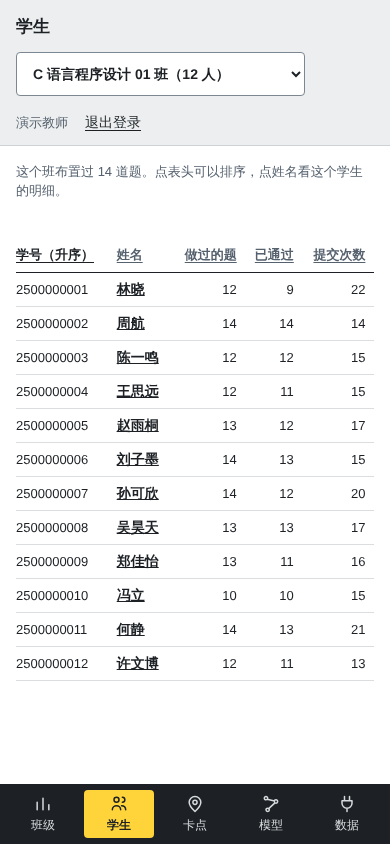 学生
C 语言程序设计 01 班（12 人）
演示教师 退出登录
这个班布置过 14 道题。点表头可以排序，点姓名看这个学生
的明细。
学号（升序） 姓名 做过的题 已通过 提交次数
2500000001 林晓 12 9 22
2500000002 周航 14 14 14
2500000003 陈一鸣 12 12 15
2500000004 王思远 12 11 15
2500000005 赵雨桐 13 12 17
2500000006 刘子墨 14 13 15
2500000007 孙可欣 14 12 20
2500000008 吴昊天 13 13 17
2500000009 郑佳怡 13 11 16
2500000010 冯立 10 10 15
2500000011 何静 14 13 21
2500000012 许文博 12 11 13
班级 学生 卡点 模型 数据